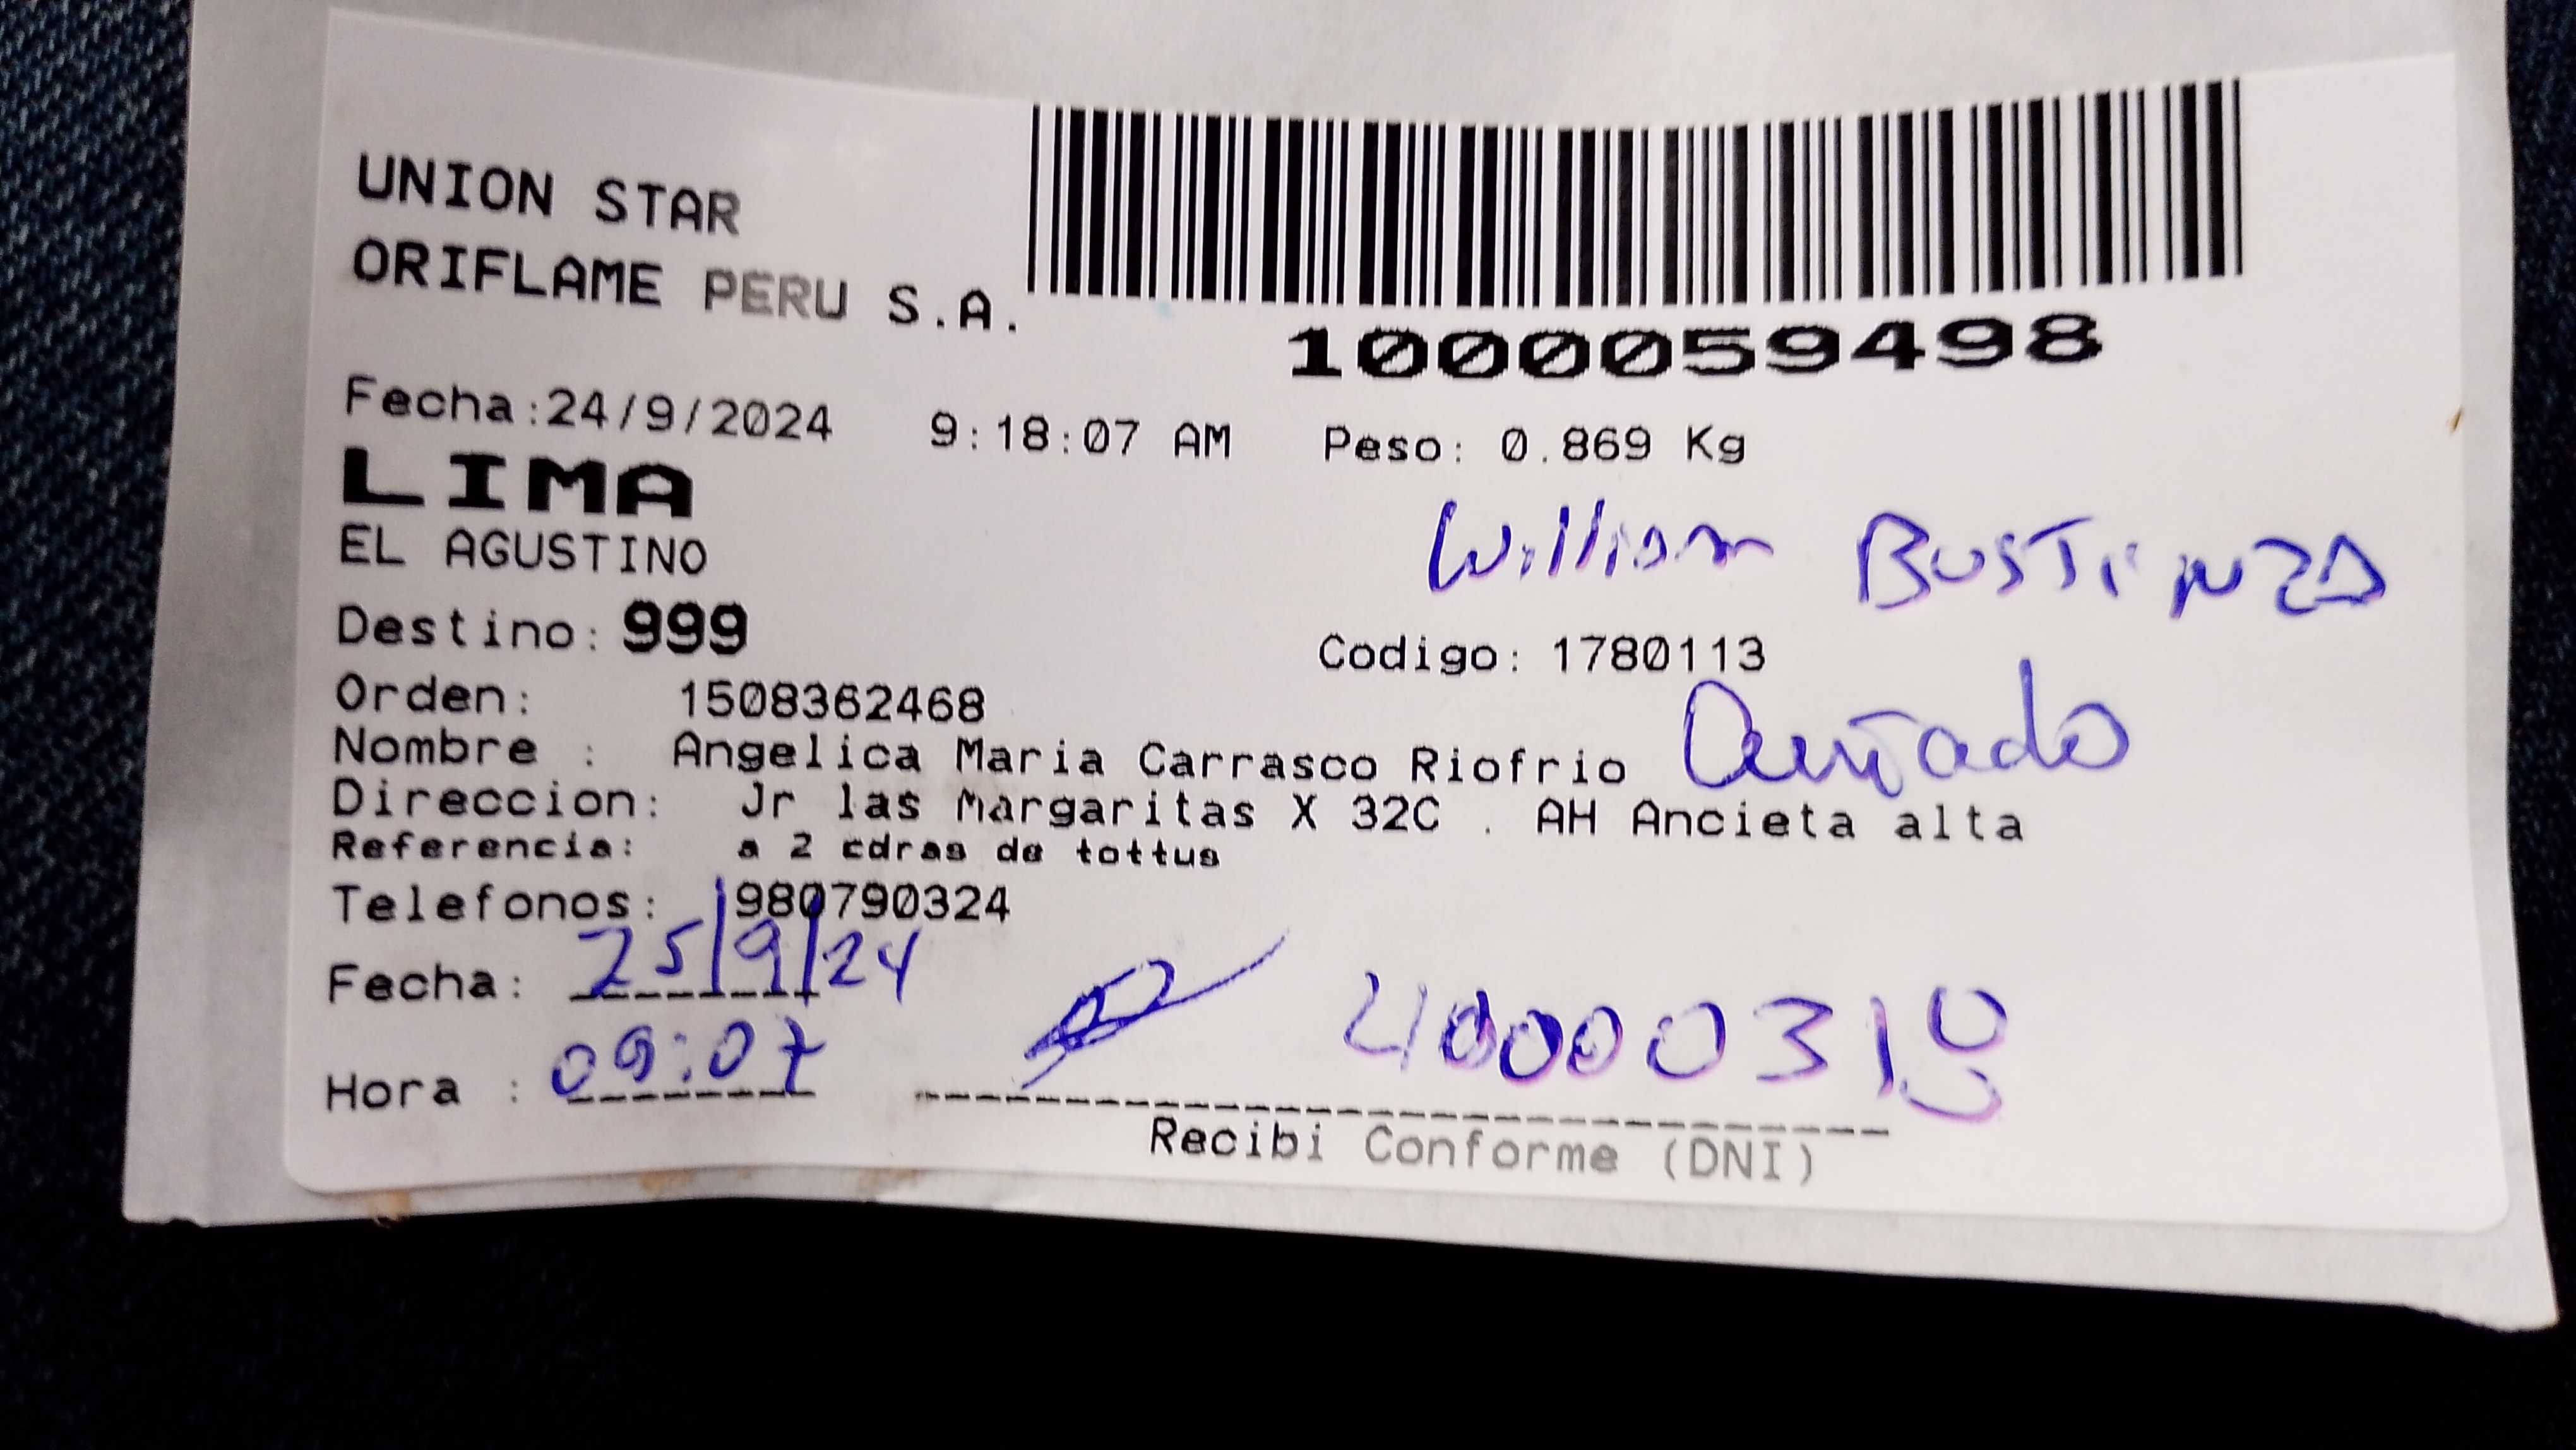 UNION STAR
ORIFLAME PERU S.A.
1000059498
Fecha:24/9/2024 9:18:07 AM Peso: 0.869 Kg
LIMA
EL AGUSTINO
William BUSTINZA
Destino: 999
Codigo: 1780113
Orden: 1508362468
Nombre : Angelica Maria Carrasco Riofrio Cuñado
Direccion: Jr las Margaritas X 32C . AH Ancieta alta
Referencia: a 2 cdras de tottus
Telefonos: 980790324
Fecha: 25/9/24
Hora : 09:07
Recibi Conforme (DNI)